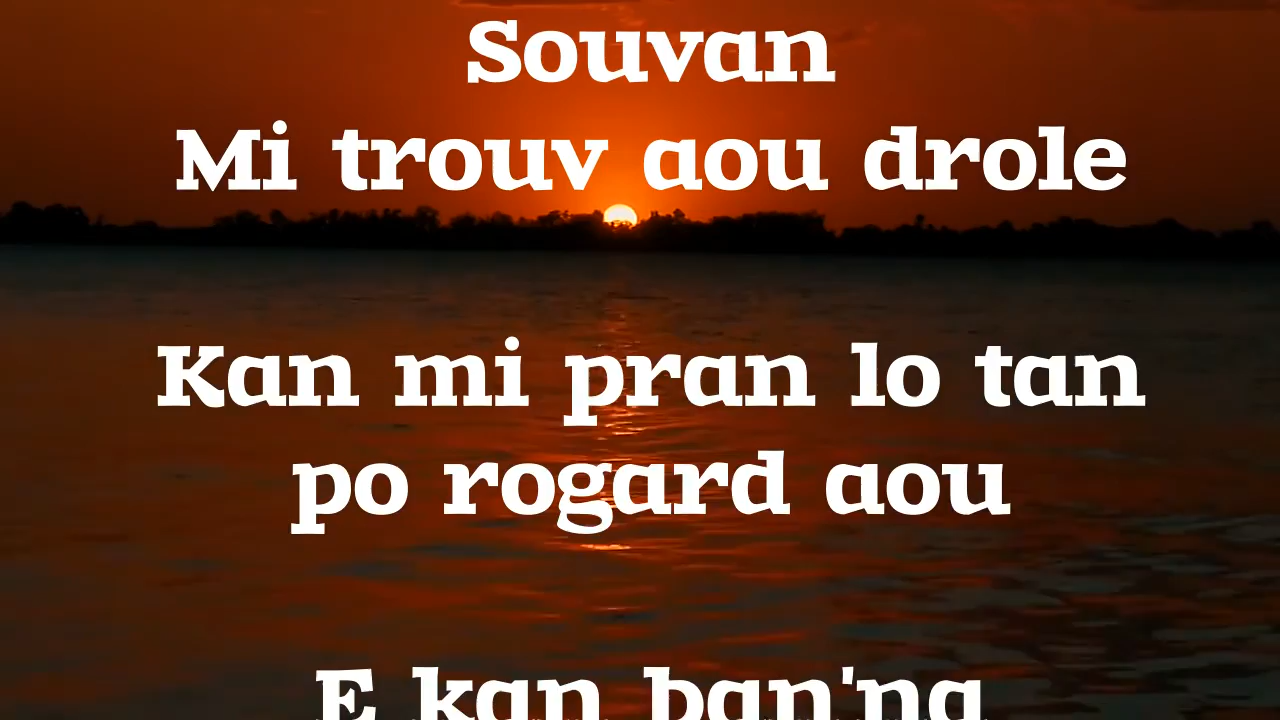 Souvan
Mi trouv aou drole
Kan mi pran lo tan
po rogard aou
E kan ban'na